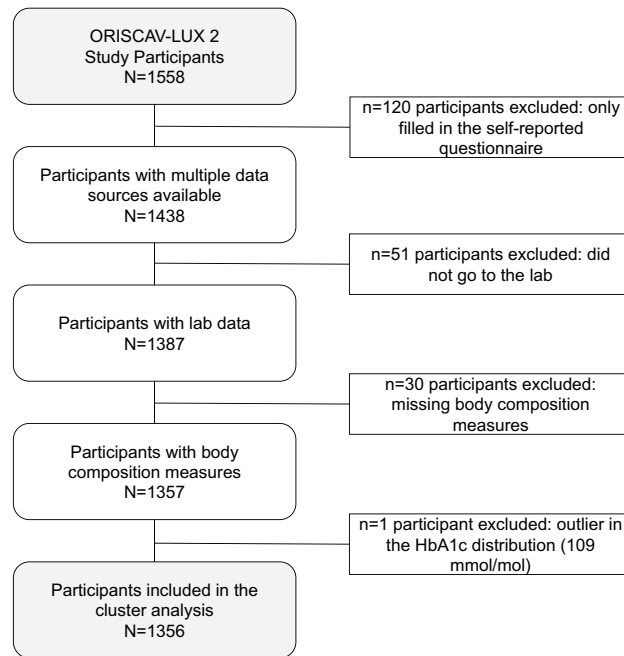 ORISCAV-LUX 2
Study Participants
N=1558
n=120 participants excluded: only
filled in the self-reported
questionnaire
Participants with multiple data
sources available
N=1438
n=51 participants excluded: did
not go to the lab
Participants with lab data
N=1387
n=30 participants excluded:
missing body composition
measures
Participants with body
composition measures
N=1357
n=1 participant excluded: outlier in
the HbA1c distribution (109
mmol/mol)
Participants included in the
cluster analysis
N=1356